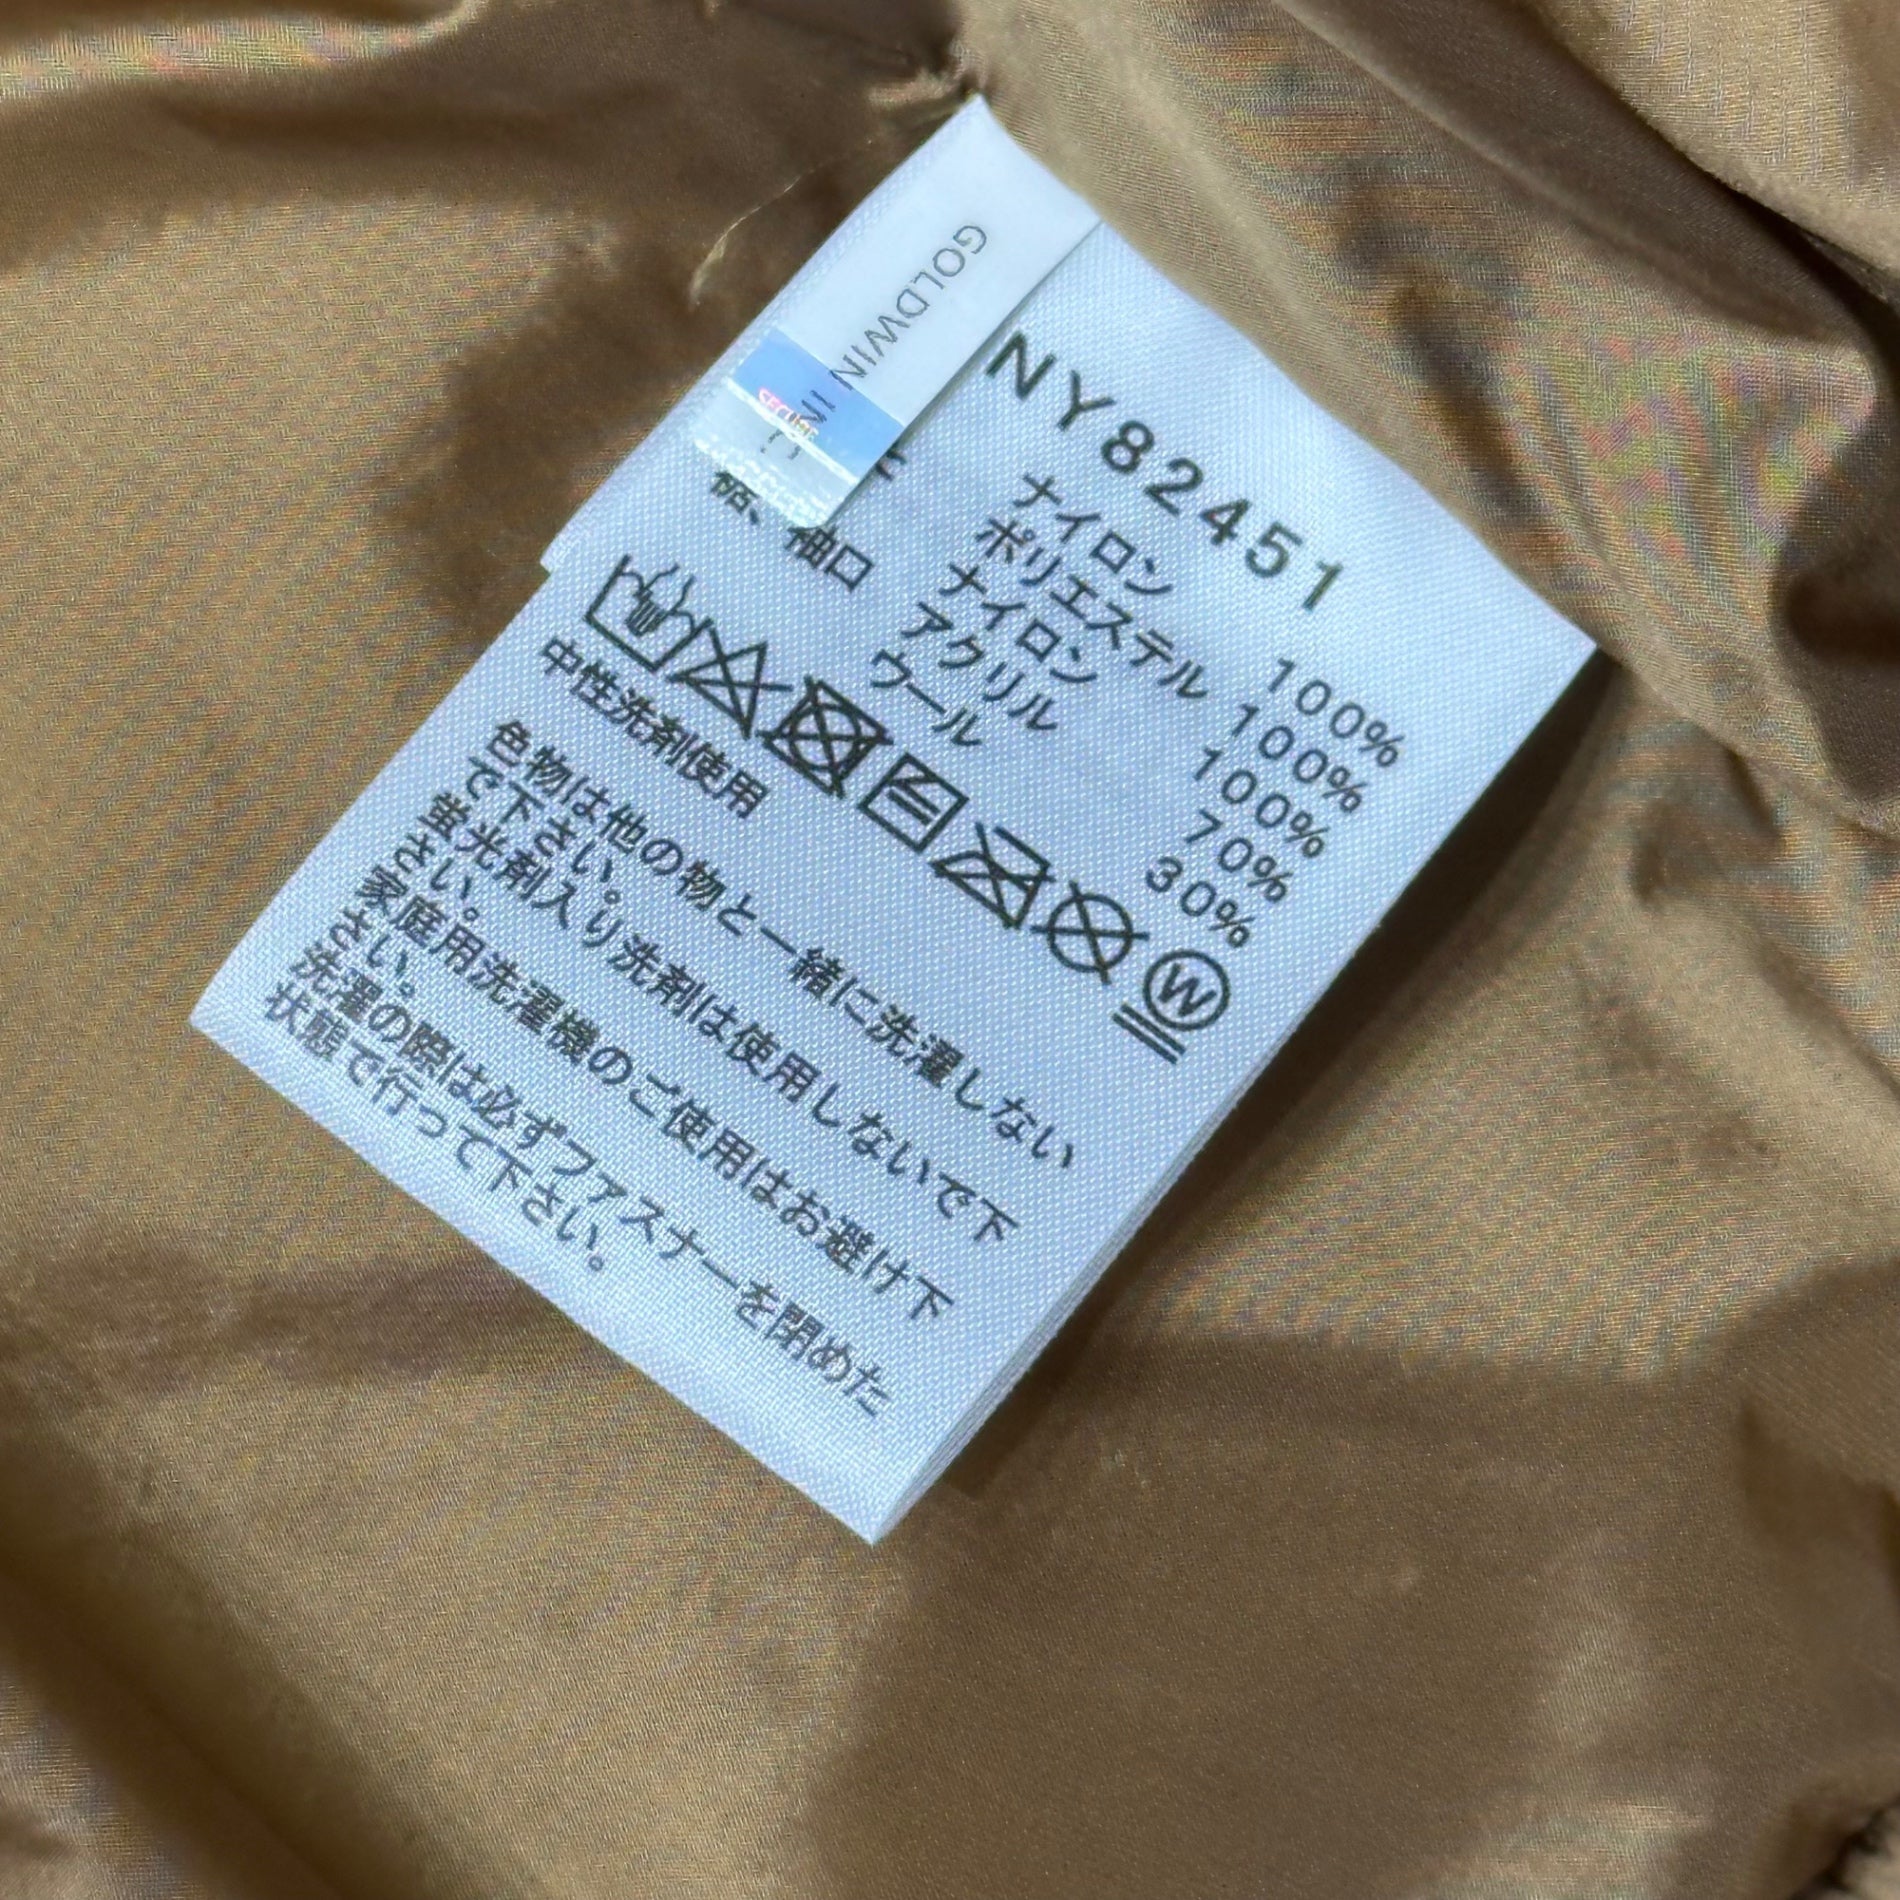 GOLDWIN IN
SECURE
NY82451
ナイロン 100%
ポリエステル 100%
ナイロン 100%
裾、袖口 アクリル 70%
ウール 30%
W
中性洗剤使用
色物は他の物と一緒に洗濯しない
で下さい。
蛍光剤入り洗剤は使用しないで下
さい。
家庭用洗濯機のご使用はお避け下
さい。
洗濯の際は必ずファスナーを閉めた
状態で行って下さい。